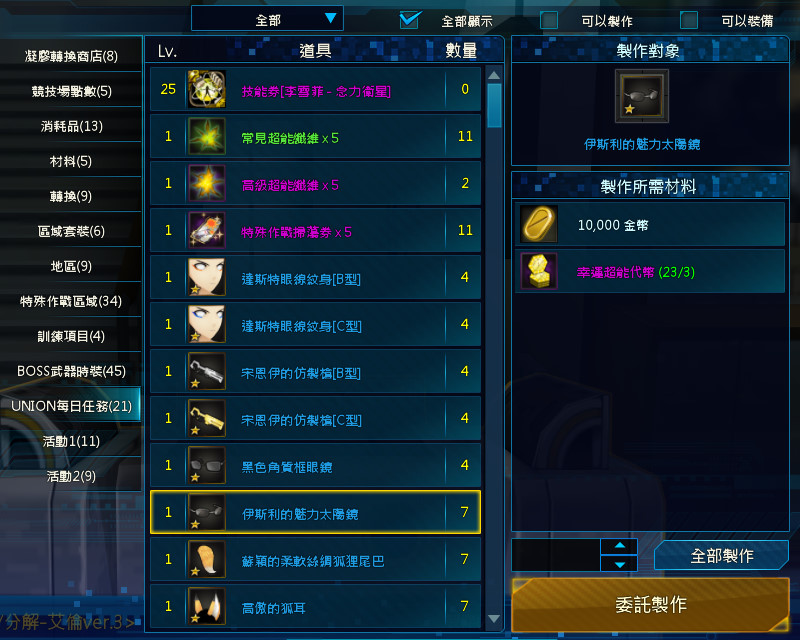 全部
全部顯示
可以製作
可以裝備
凝膠轉換商店(8)
競技場點數(5)
消耗品(13)
材料(5)
轉換(9)
區域套裝(6)
地區(9)
特殊作戰區域(34)
訓練項目(4)
BOSS武器時裝(45)
UNION每日任務(21)
活動1(11)
活動2(9)
/分解-艾倫ver.3>
Lv. 道具 數量
25 技能券[李雪菲 - 念力衛星] 0
1 常見超能纖維 x 5 11
1 高級超能纖維 x 5 2
1 特殊作戰掃蕩券 x 5 11
1 達斯特眼線紋身[B型] 4
1 達斯特眼線紋身[C型] 4
1 宋恩伊的仿製槍[B型] 4
1 宋恩伊的仿製槍[C型] 4
1 黑色角質框眼鏡 4
1 伊斯利的魅力太陽鏡 7
1 蘇穎的柔軟絲綢狐狸尾巴 7
1 高傲的狐耳 7
製作對象
伊斯利的魅力太陽鏡
製作所需材料
10,000 金幣
幸運超能代幣 (23/3)
全部製作
委託製作